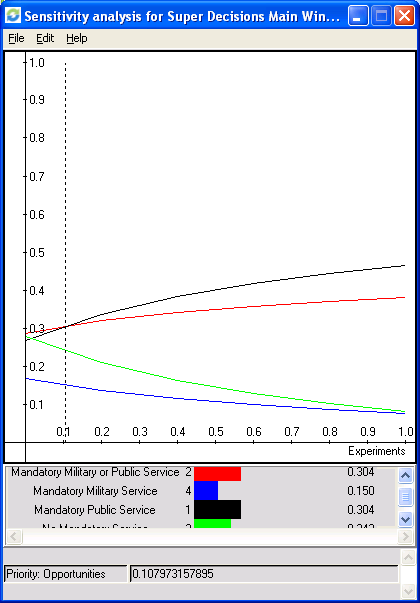 Sensitivity analysis for Super Decisions Main Win...
File Edit Help
1.0
0.9
0.8
0.7
0.6
0.5
0.4
0.3
0.2
0.1
0.1 0.2 0.3 0.4 0.5 0.6 0.7 0.8 0.9 1.0
Experiments
Mandatory Military or Public Service 2 0.304
Mandatory Military Service 4 0.150
Mandatory Public Service 1 0.304
No Mandatory Service 3 0.242
Priority: Opportunities 0.107973157895